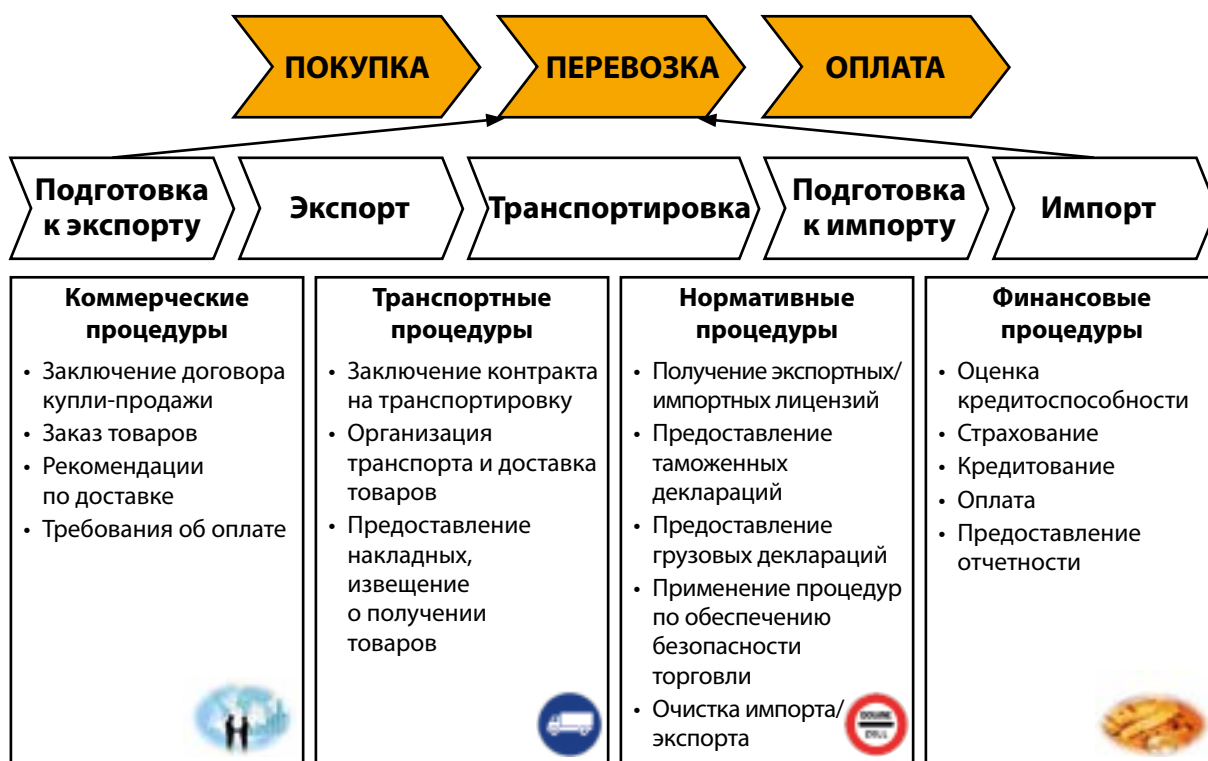 ПОКУПКА
ПЕРЕВОЗКА
ОПЛАТА
Подготовка
к экспорту
Экспорт
Транспортировка
Подготовка
к импорту
Импорт
Коммерческие
процедуры
• Заключение договора
купли-продажи
• Заказ товаров
• Рекомендации
по доставке
• Требования об оплате
Транспортные
процедуры
• Заключение контракта
на транспортировку
• Организация
транспорта и доставка
товаров
• Предоставление
накладных,
извещение
о получении
товаров
Нормативные
процедуры
• Получение экспортных/
импортных лицензий
• Предоставление
таможенных
деклараций
• Предоставление
грузовых деклараций
• Применение процедур
по обеспечению
безопасности
торговли
• Очистка импорта/
экспорта
Финансовые
процедуры
• Оценка
кредитоспособности
• Страхование
• Кредитование
• Оплата
• Предоставление
отчетности